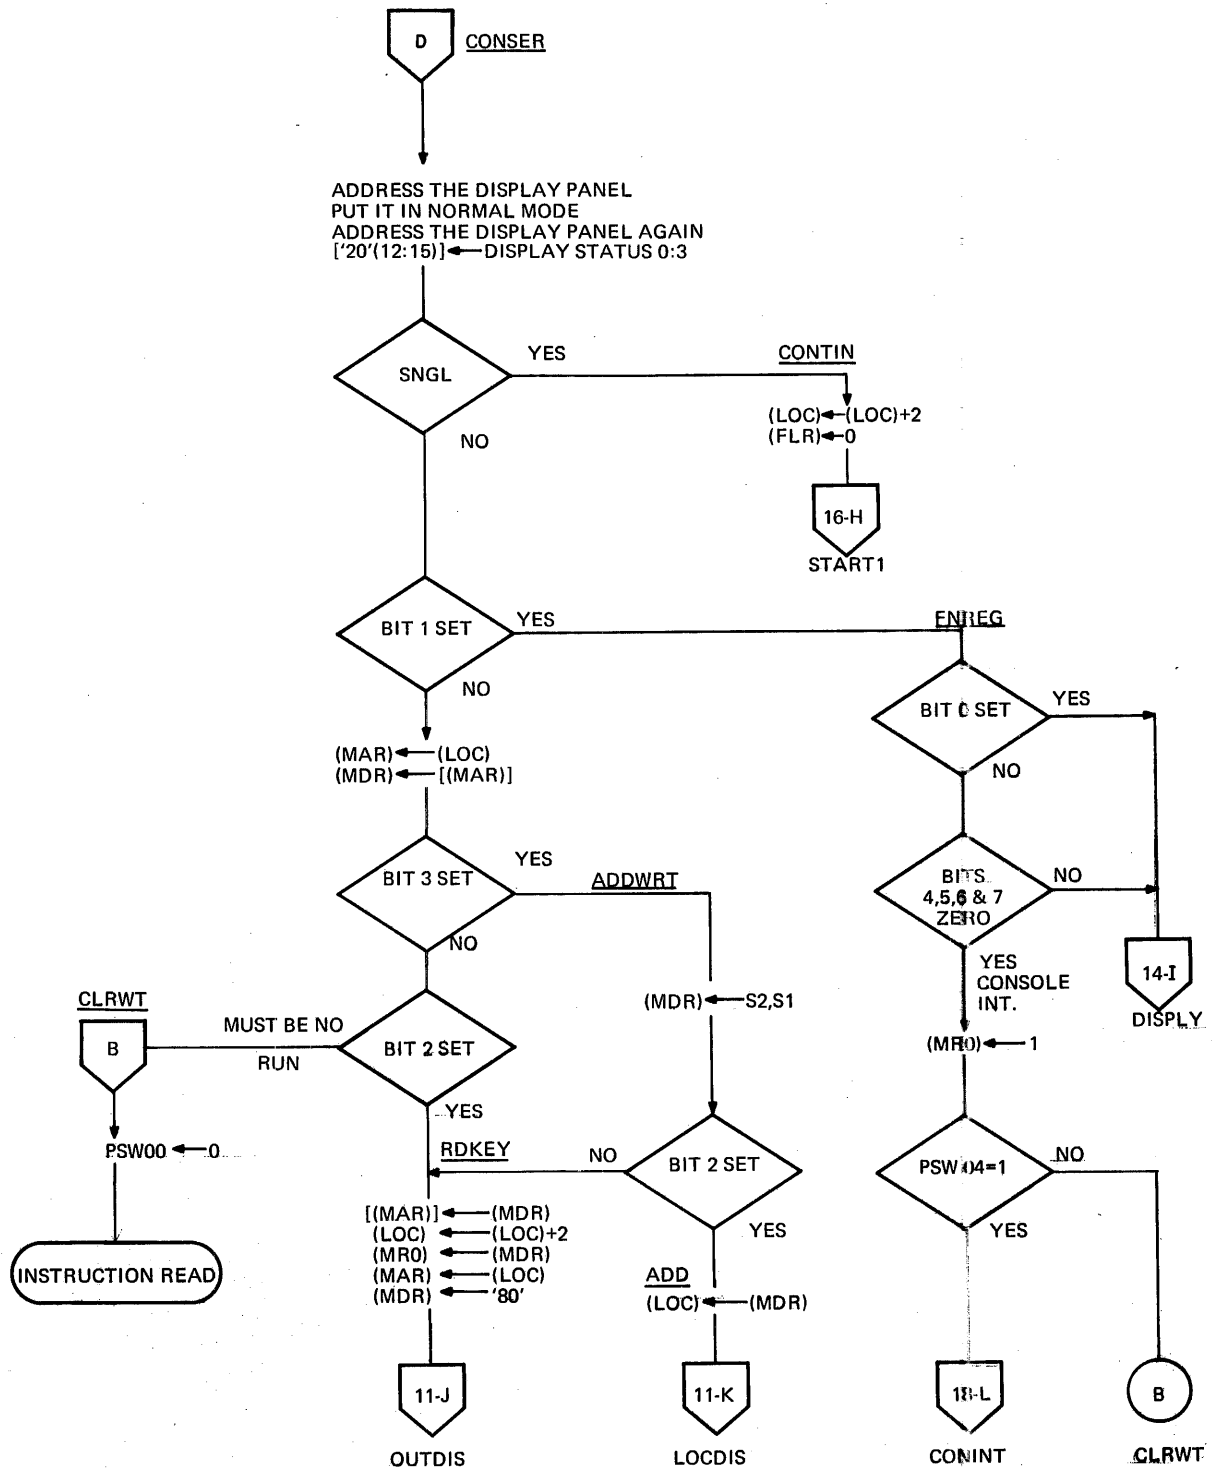 D CONSER
ADDRESS THE DISPLAY PANEL
PUT IT IN NORMAL MODE
ADDRESS THE DISPLAY PANEL AGAIN
['20'(12:15)]←DISPLAY STATUS 0:3
SNGL
YES
NO
CONTIN
(LOC)←(LOC)+2
(FLR)←0
16-H
START1
BIT 1 SET
YES
NO
FNREG
BIT 0 SET
YES
NO
(MAR)←(LOC)
(MDR)←[(MAR)]
BIT 3 SET
YES
NO
ADDWRT
BITS
4,5,6 & 7
ZERO
NO
YES
CONSOLE
INT.
14-I
DISPLY
(MDR)←S2,S1
CLRWT
B
MUST BE NO
RUN
BIT 2 SET
YES
(MR0)←1
PSW00←0
INSTRUCTION READ
RDKEY
NO
BIT 2 SET
YES
PSW 04=1
NO
YES
[(MAR)]←(MDR)
(LOC)←(LOC)+2
(MR0)←(MDR)
(MAR)←(LOC)
(MDR)←'80'
ADD
(LOC)←(MDR)
11-J
OUTDIS
11-K
LOCDIS
18-L
CONINT
B
CLRWT